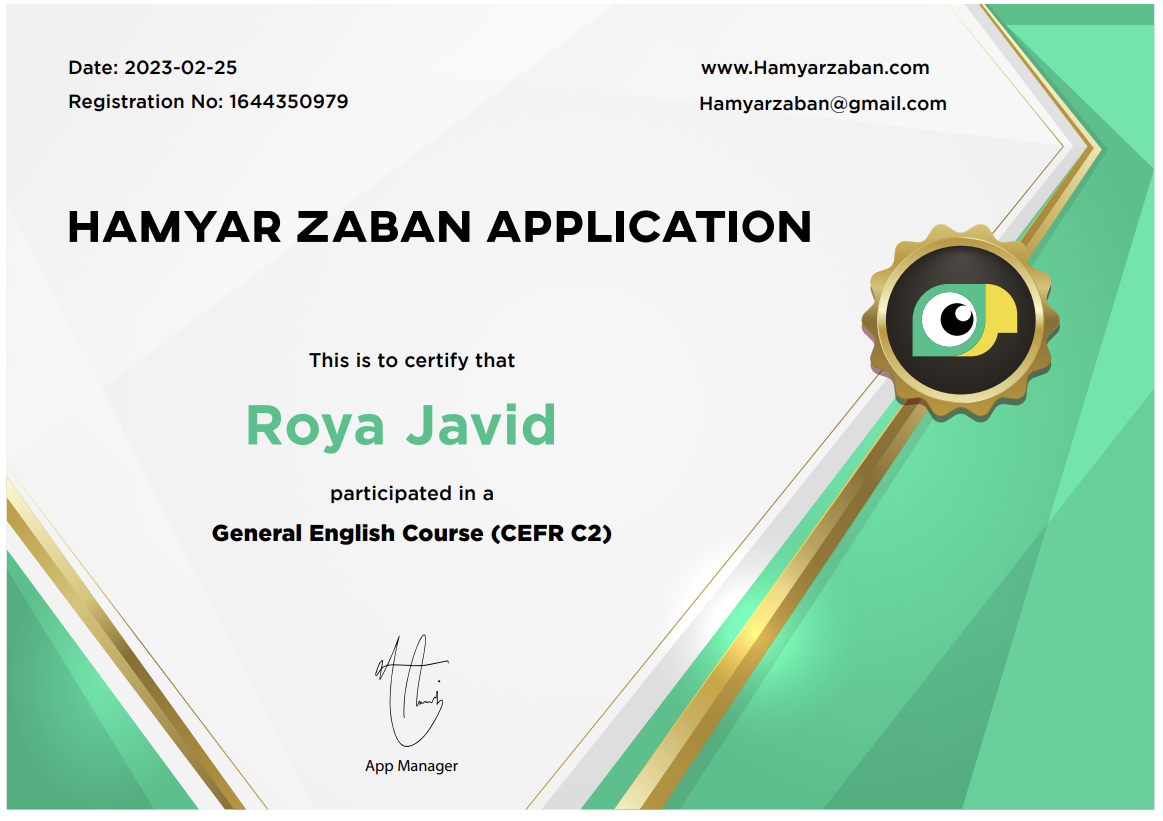 Date: 2023-02-25
Registration No: 1644350979
www.Hamyarzaban.com
Hamyarzaban@gmail.com
HAMYAR ZABAN APPLICATION
This is to certify that
Roya Javid
participated in a
General English Course (CEFR C2)
App Manager